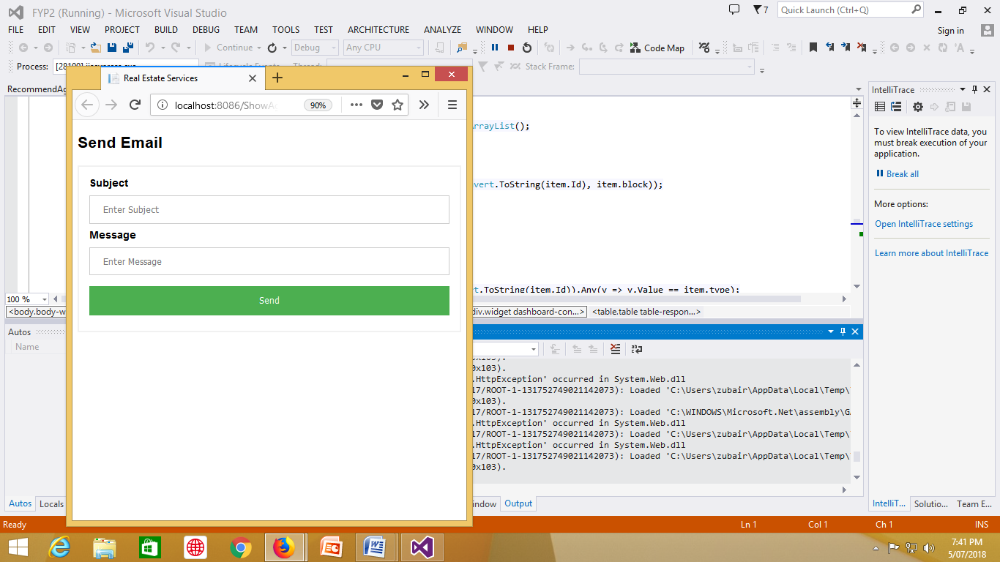 FYP2 (Running) - Microsoft Visual Studio
7
Quick Launch (Ctrl+Q)
FILE EDIT VIEW PROJECT BUILD DEBUG TEAM TOOLS TEST ARCHITECTURE ANALYZE WINDOW HELP
Sign in
Continue Debug Any CPU Code Map
Process: Stack Frame:
RecommendAg
Real Estate Services
localhost:8086/ShowA
90%
Send Email
Subject
Enter Subject
Message
Enter Message
Send
ArrayList();
vert.ToString(item.Id), item.block));
.ToString(item.Id)).Any(y => y.Value == item.type);
100 %
<body.body-w
div.widget dashboard-con...> <table.table table-respon...>
Autos
Name
0x103).
0x103).
.HttpException' occurred in System.Web.dll
17/ROOT-1-131752749021142073): Loaded 'C:\Users\zubair\AppData\Local\Temp\
0x103).
17/ROOT-1-131752749021142073): Loaded 'C:\WINDOWS\Microsoft.Net\assembly\G
.HttpException' occurred in System.Web.dll
17/ROOT-1-131752749021142073): Loaded 'C:\Users\zubair\AppData\Local\Temp\
.HttpException' occurred in System.Web.dll
17/ROOT-1-131752749021142073): Loaded 'C:\Users\zubair\AppData\Local\Temp\
0x103).
Autos Locals
indow Output
IntelliTrace
To view IntelliTrace data, you
must break execution of your
application.
Break all
More options:
Open IntelliTrace settings
Learn more about IntelliTrace
IntelliT... Solutio... Team E...
Ready Ln 1 Col 1 Ch 1 INS
7:41 PM
5/07/2018